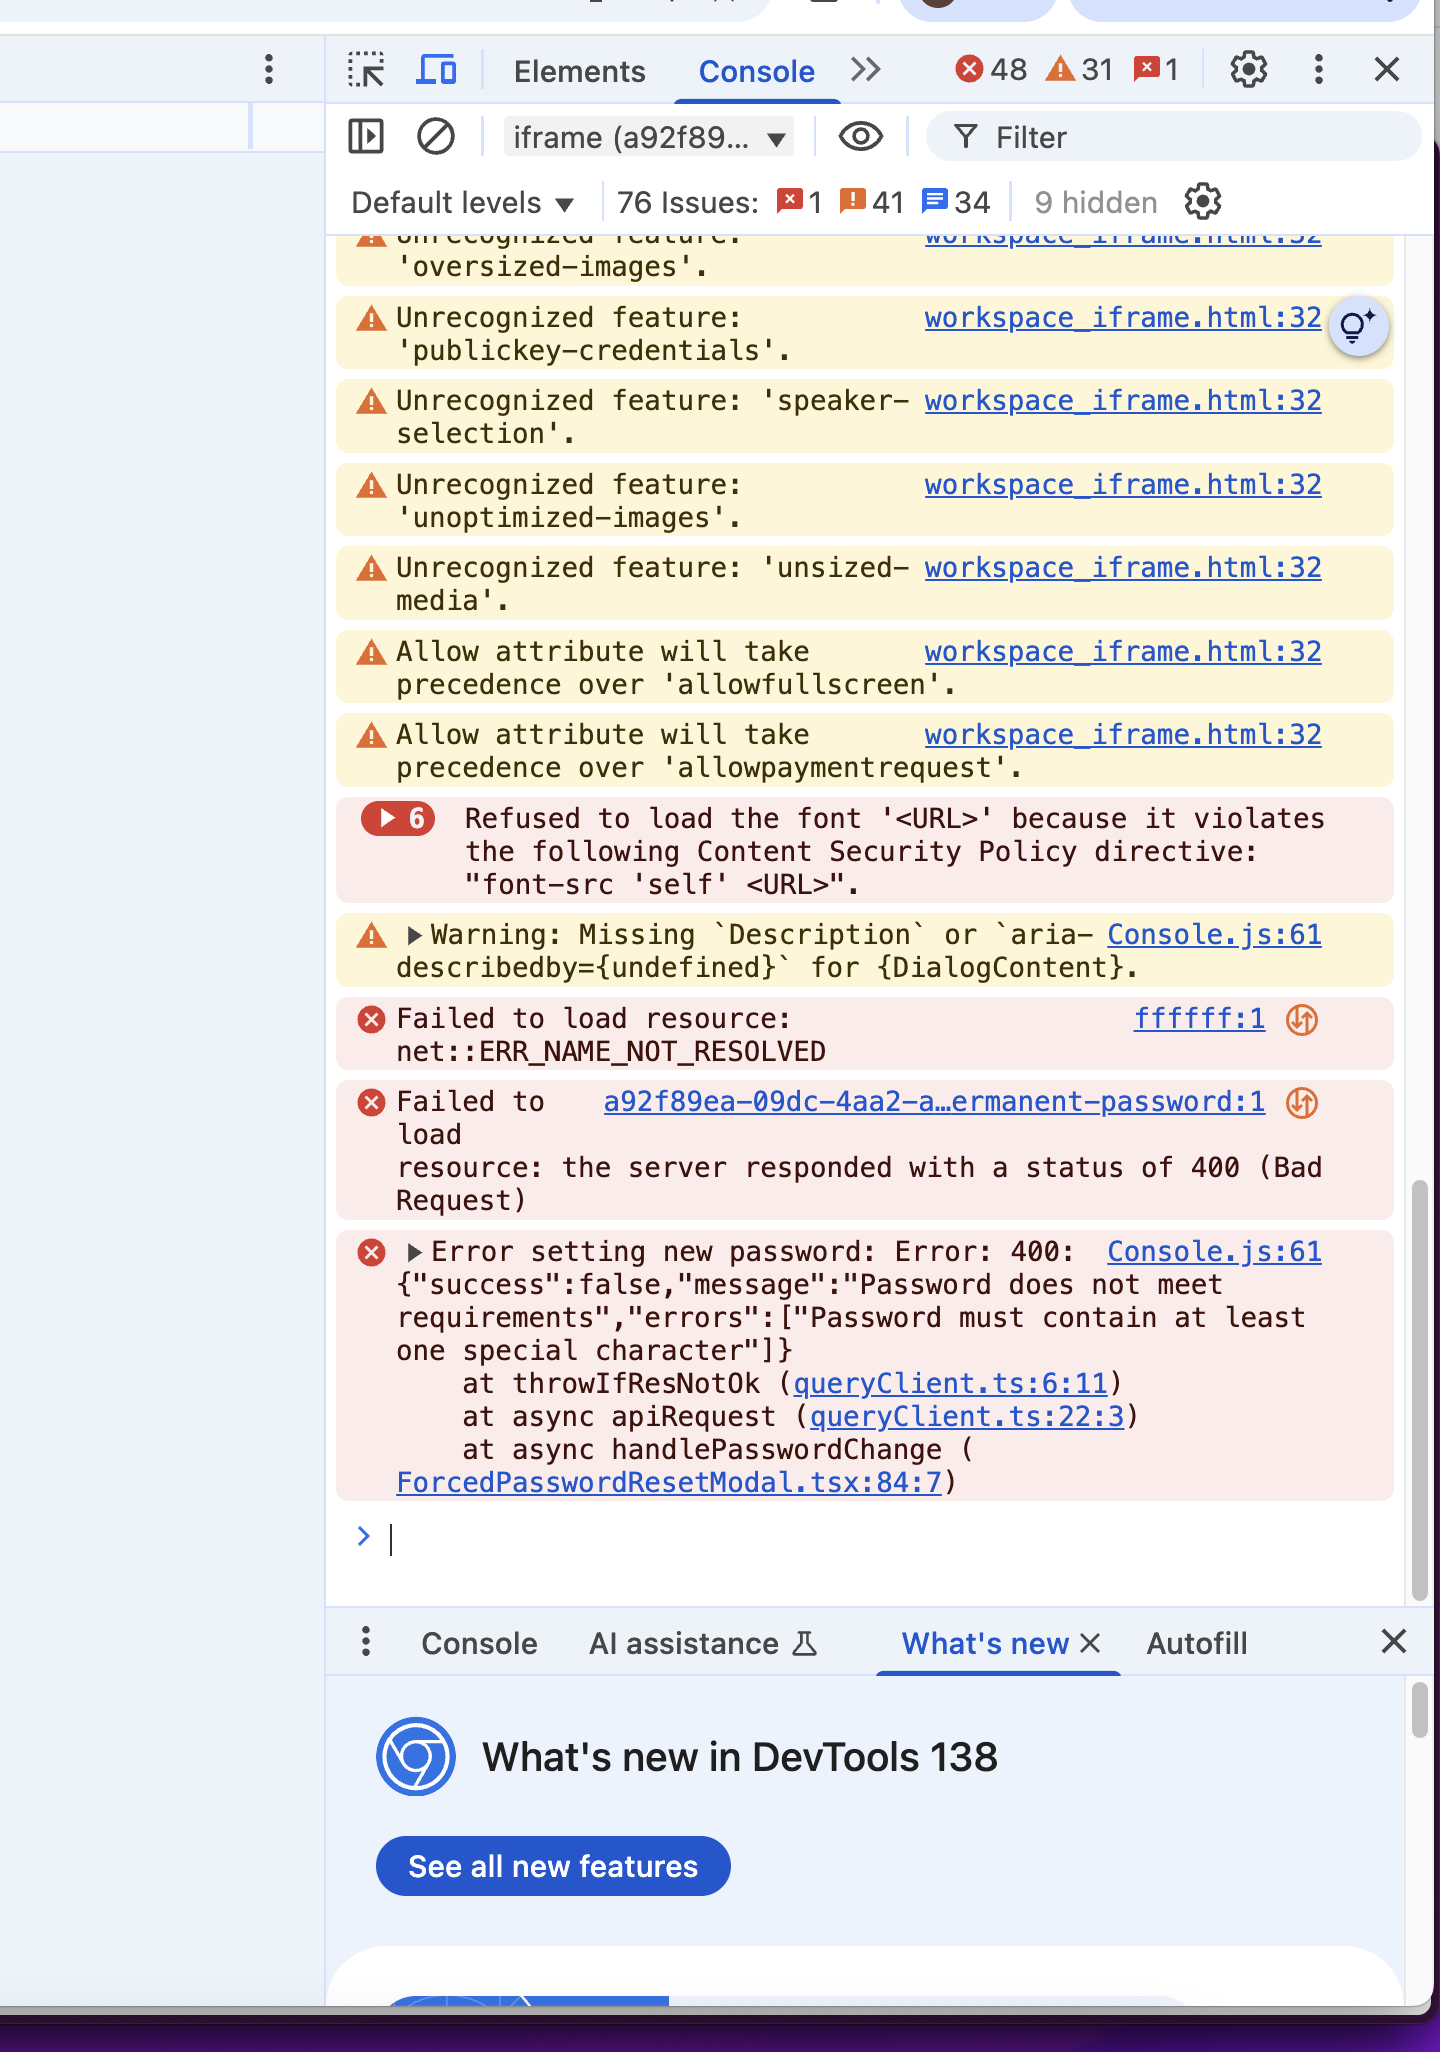 Elements
Console
48
31
1
iframe (a92f89...
Filter
Default levels
76 Issues:
1
41
34
9 hidden
Unrecognized feature: workspace_iframe.html:32
'oversized-images'.
Unrecognized feature: workspace_iframe.html:32
'publickey-credentials'.
Unrecognized feature: 'speaker- workspace_iframe.html:32
selection'.
Unrecognized feature: workspace_iframe.html:32
'unoptimized-images'.
Unrecognized feature: 'unsized- workspace_iframe.html:32
media'.
Allow attribute will take workspace_iframe.html:32
precedence over 'allowfullscreen'.
Allow attribute will take workspace_iframe.html:32
precedence over 'allowpaymentrequest'.
6 Refused to load the font '<URL>' because it violates
the following Content Security Policy directive:
"font-src 'self' <URL>".
Warning: Missing `Description` or `aria- Console.js:61
describedby={undefined}` for {DialogContent}.
Failed to load resource: ffffff:1
net::ERR_NAME_NOT_RESOLVED
Failed to a92f89ea-09dc-4aa2-a…ermanent-password:1
load
resource: the server responded with a status of 400 (Bad
Request)
Error setting new password: Error: 400: Console.js:61
{"success":false,"message":"Password does not meet
requirements","errors":["Password must contain at least
one special character"]}
at throwIfResNotOk (queryClient.ts:6:11)
at async apiRequest (queryClient.ts:22:3)
at async handlePasswordChange (
ForcedPasswordResetModal.tsx:84:7)
Console
AI assistance
What's new
Autofill
What's new in DevTools 138
See all new features